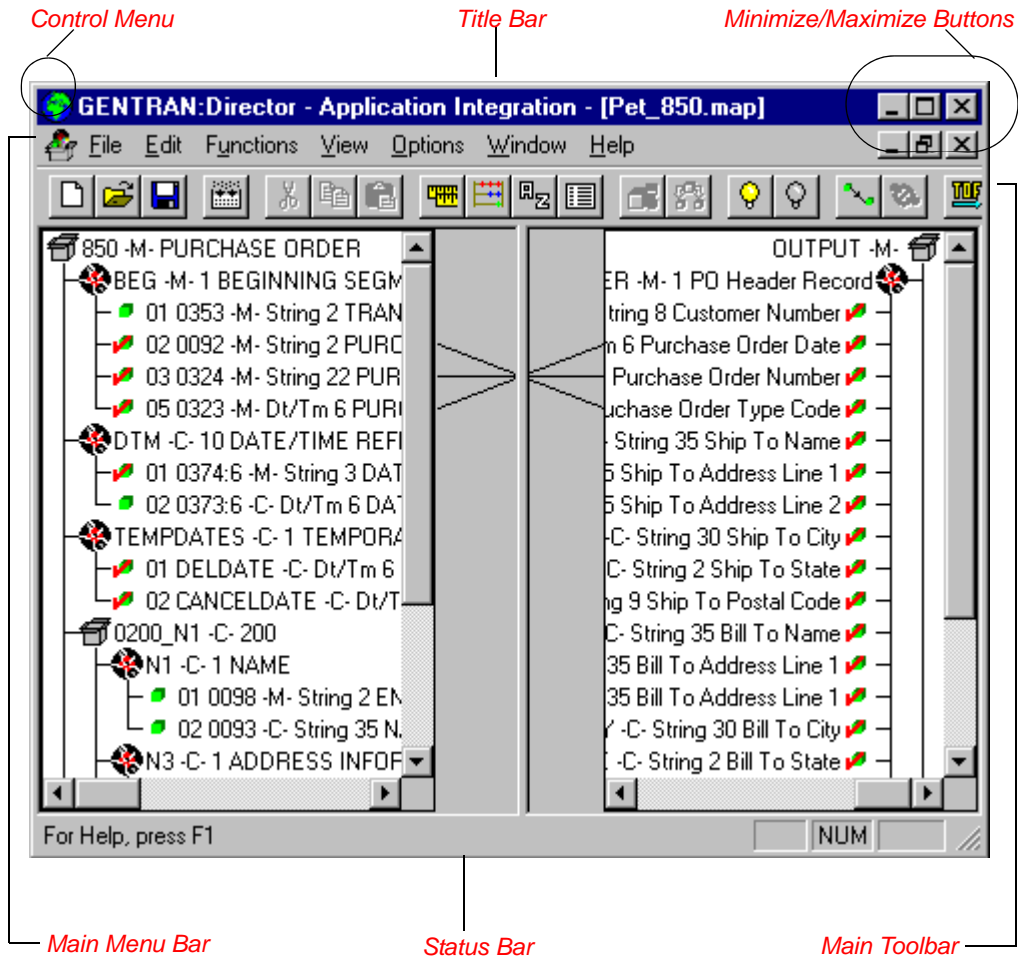 Control Menu
Title Bar
Minimize/Maximize Buttons
GENTRAN:Director - Application Integration - [Pet_850.map]
File Edit Functions View Options Window Help
AZ
TOF
850 -M- PURCHASE ORDER
BEG -M- 1 BEGINNING SEGM
01 0353 -M- String 2 TRAN
02 0092 -M- String 2 PURC
03 0324 -M- String 22 PUR
05 0323 -M- Dt/Tm 6 PUR
DTM -C- 10 DATE/TIME REF
01 0374:6 -M- String 3 DAT
02 0373:6 -C- Dt/Tm 6 DAT
TEMPDATES -C- 1 TEMPORA
01 DELDATE -C- Dt/Tm 6
02 CANCELDATE -C- Dt/T
0200_N1 -C- 200
N1 -C- 1 NAME
01 0098 -M- String 2 EN
02 0093 -C- String 35 N
N3 -C- 1 ADDRESS INFOR
OUTPUT -M-
ER -M- 1 PO Header Record
tring 8 Customer Number
m 6 Purchase Order Date
Purchase Order Number
uchase Order Type Code
- String 35 Ship To Name
5 Ship To Address Line 1
5 Ship To Address Line 2
-C- String 30 Ship To City
C- String 2 Ship To State
ng 9 Ship To Postal Code
C- String 35 Bill To Name
35 Bill To Address Line 1
35 Bill To Address Line 1
Y -C- String 30 Bill To City
-C- String 2 Bill To State
For Help, press F1
NUM
Main Menu Bar
Status Bar
Main Toolbar